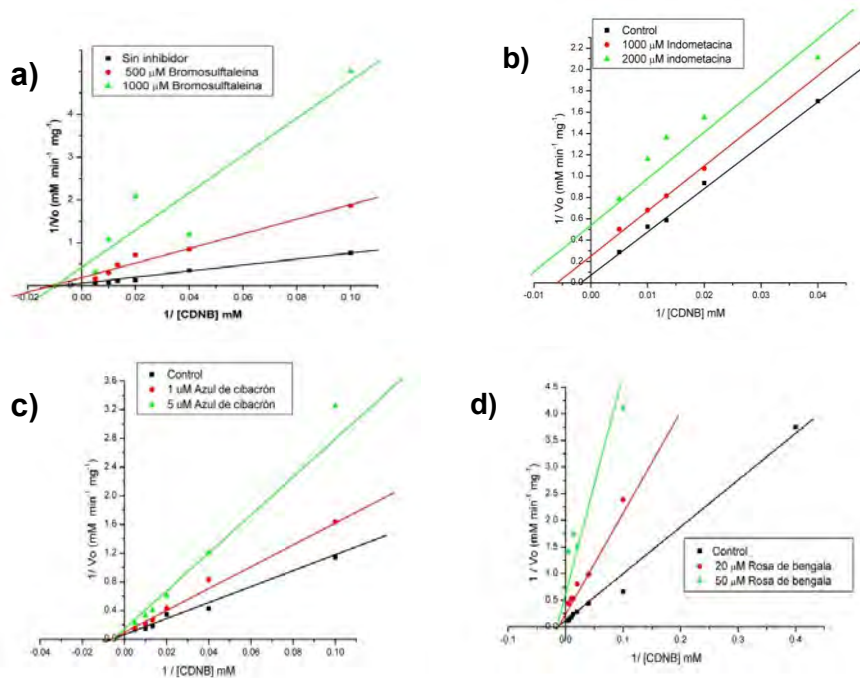 a)
Sin inhibidor
500 µM Bromosulftaleina
1000 µM Bromosulftaleina
1/Vo (mM min⁻¹ mg⁻¹)
5
4
3
2
1
-0.02
0.00
0.02
0.04
0.06
0.08
0.10
1/ [CDNB] mM
b)
Control
1000 µM Indometacina
2000 µM indometacina
1/ Vo (mM min⁻¹ mg⁻¹)
2.2
2.0
1.8
1.6
1.4
1.2
1.0
0.8
0.6
0.4
0.2
0.0
-0.01
0.00
0.01
0.02
0.03
0.04
1/ [CDNB] mM
c)
Control
1 uM Azul de cibacrón
5 uM Azul de cibacrón
1/ Vo (mM min⁻¹ mg⁻¹)
3.6
3.2
2.8
2.4
2.0
1.6
1.2
0.8
0.4
-0.04
-0.02
0.00
0.02
0.04
0.06
0.08
0.10
1 / [CDNB] mM
d)
Control
20 µM Rosa de bengala
50 µM Rosa de bengala
1 / Vo (mM min⁻¹ mg⁻¹)
4.5
4.0
3.5
3.0
2.5
2.0
1.5
1.0
0.5
0.0
-0.1
0.0
0.1
0.2
0.3
0.4
1/ [CDNB] mM